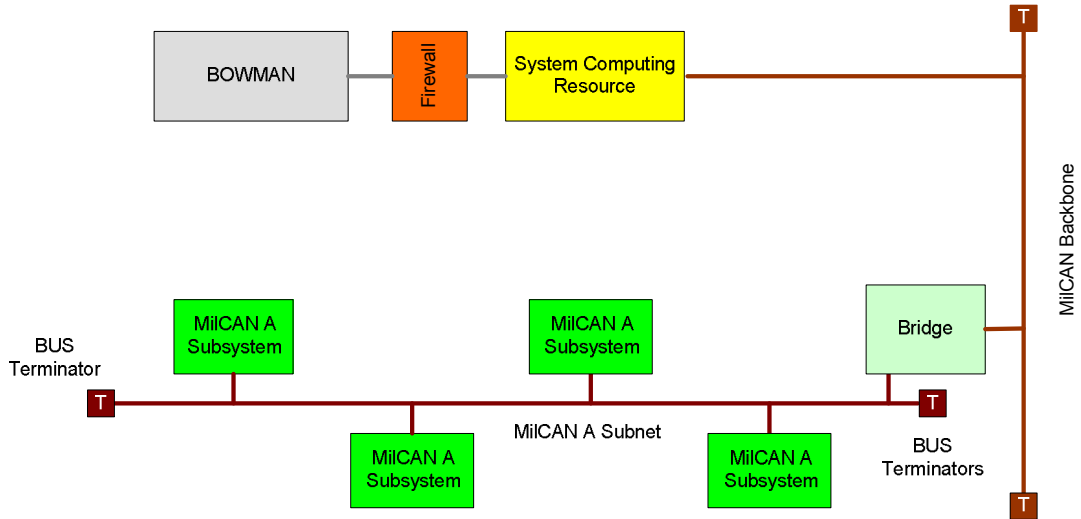 T
BOWMAN
Firewall
System Computing
Resource
MilCAN Backbone
MilCAN A
Subsystem
MilCAN A
Subsystem
Bridge
BUS
Terminator
T
T
MilCAN A Subnet
MilCAN A
Subsystem
MilCAN A
Subsystem
BUS
Terminators
T